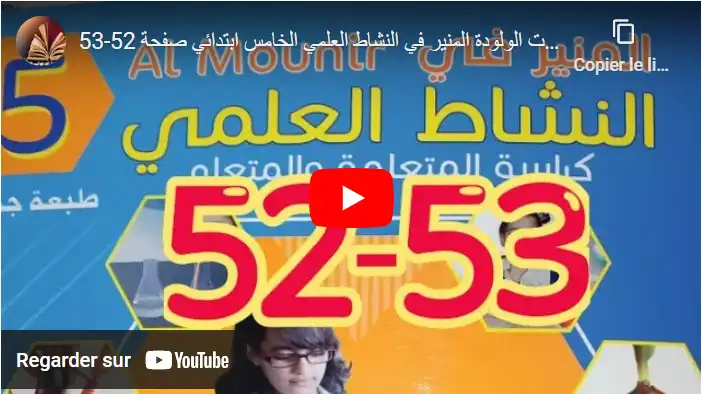 ت الولودة المنير في النشاط العلمي الخامس ابتدائي صفحة 52-53...
Copier le li...
Al Mounir المنير في
النشاط العلمي
5
كراسة المتعلمة والمتعلم
طبعة
52-53
Regarder sur YouTube